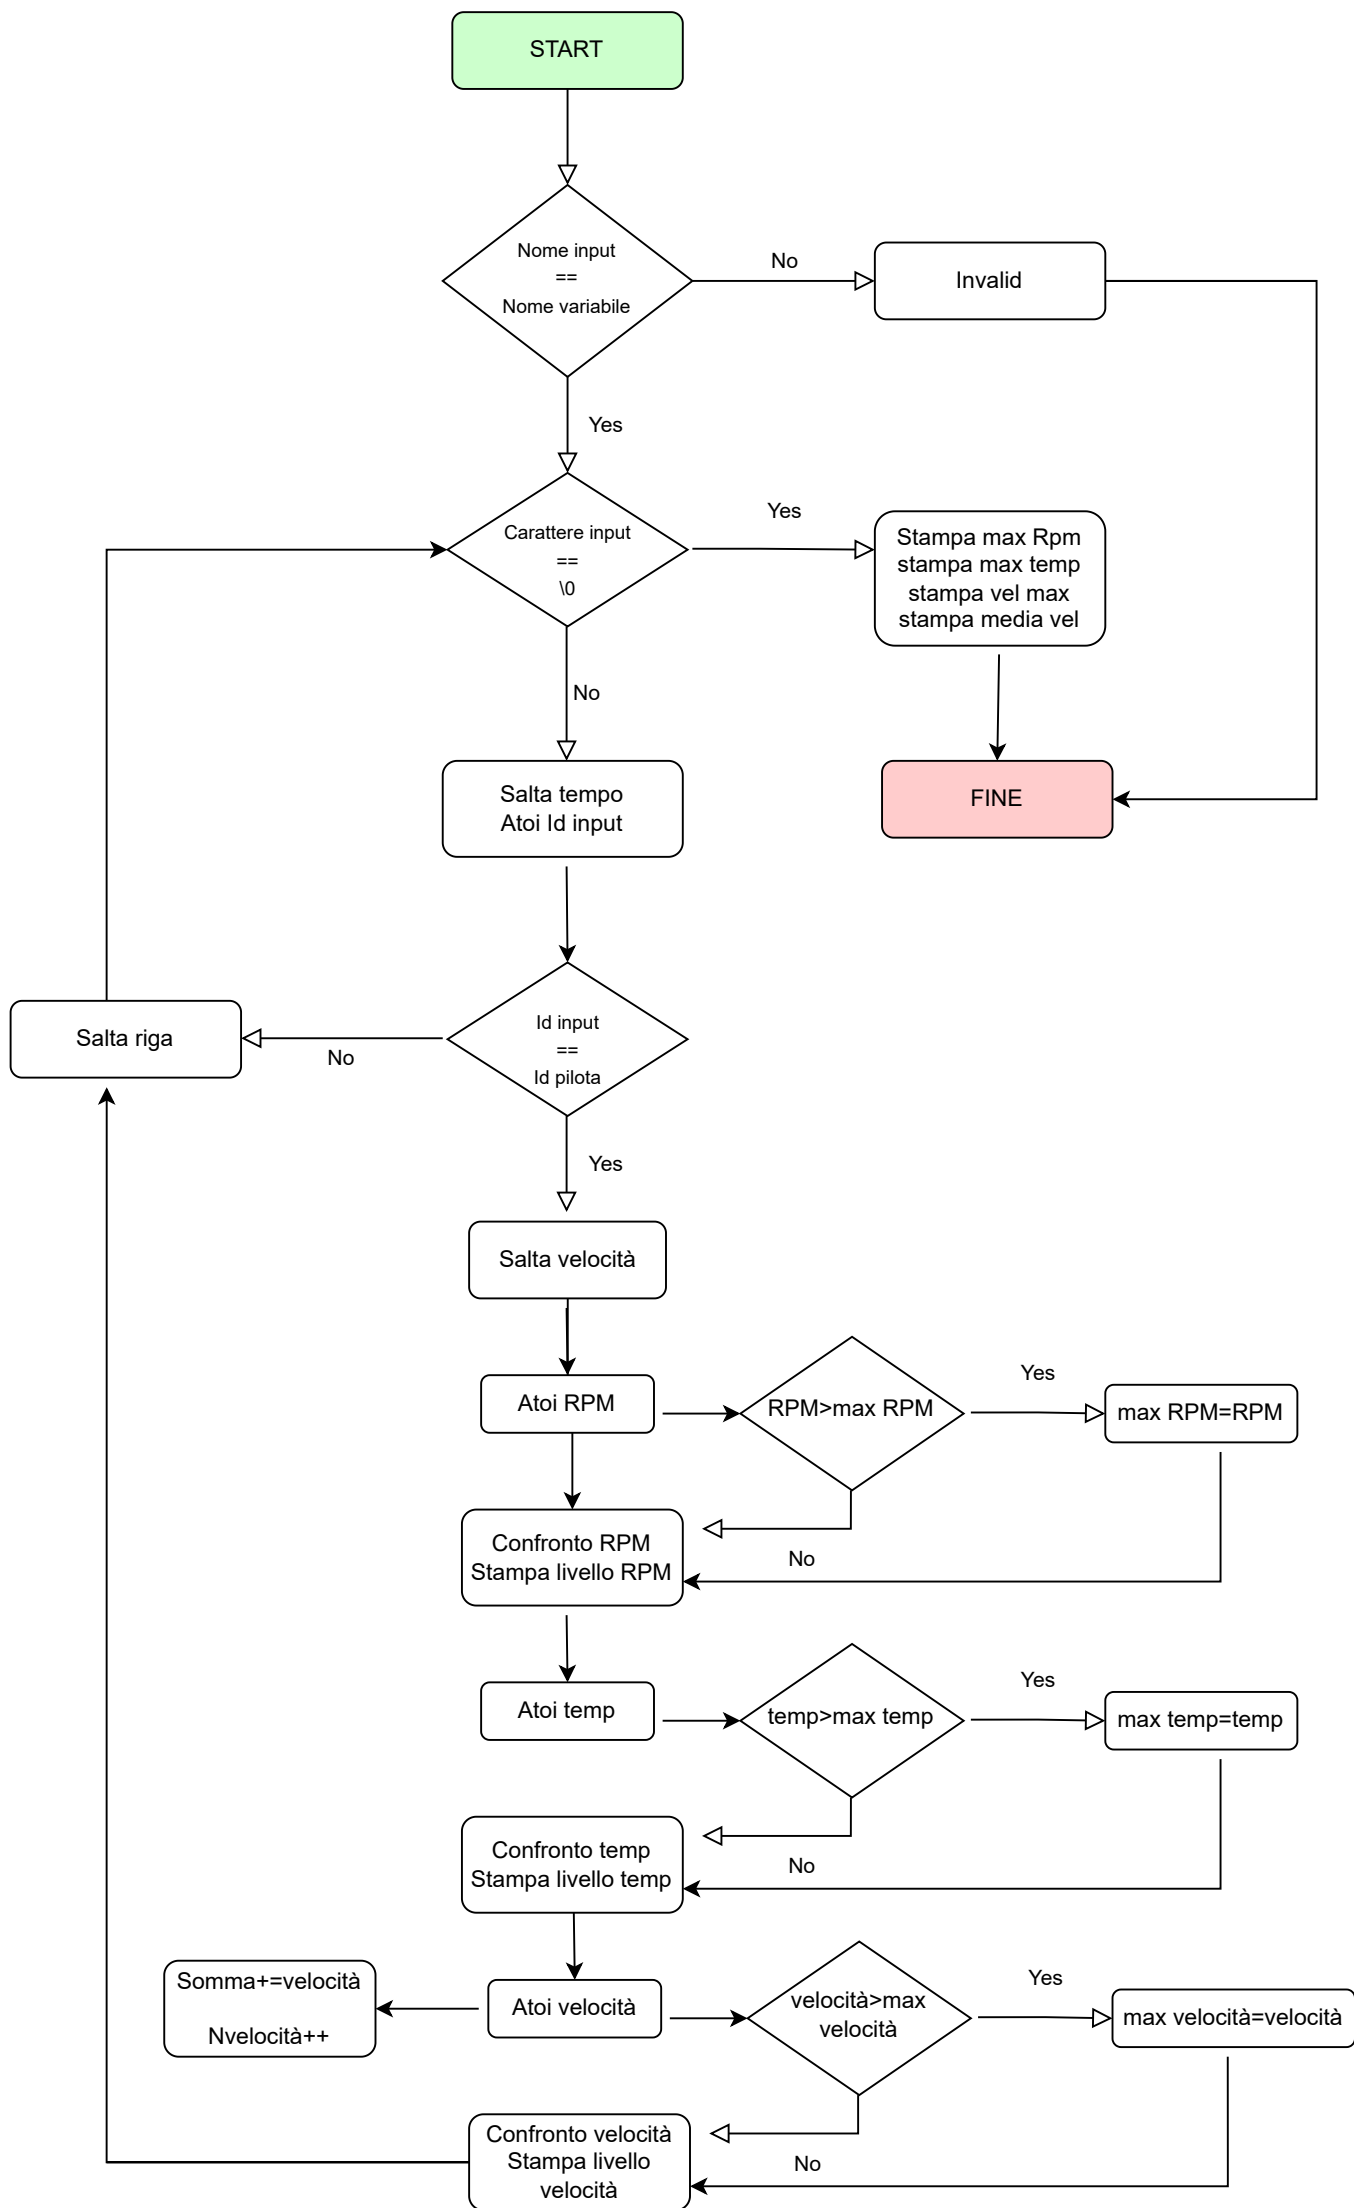 START
Nome input
==
Nome variabile
No
Invalid
Yes
Carattere input
==
\0
Yes
Stampa max Rpm
stampa max temp
stampa vel max
stampa media vel
No
Salta tempo
Atoi Id input
FINE
Id input
==
Id pilota
No
Salta riga
Yes
Salta velocità
Atoi RPM
RPM>max RPM
Yes
max RPM=RPM
Confronto RPM
Stampa livello RPM
No
Atoi temp
temp>max temp
Yes
max temp=temp
Confronto temp
Stampa livello temp
No
Somma+=velocità
Nvelocità++
Atoi velocità
velocità>max
velocità
Yes
max velocità=velocità
Confronto velocità
Stampa livello
velocità
No